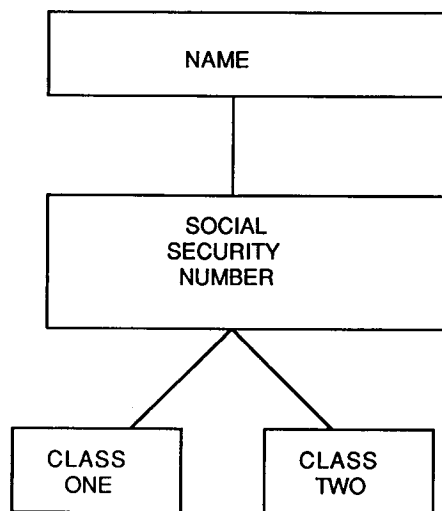 NAME
SOCIAL
SECURITY
NUMBER
CLASS
ONE
CLASS
TWO